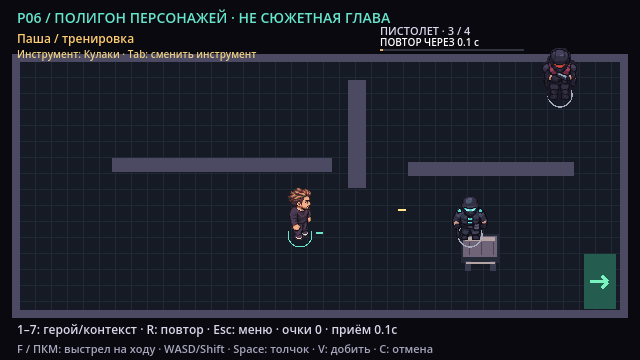 P06 / ПОЛИГОН ПЕРСОНАЖЕЙ · НЕ СЮЖЕТНАЯ ГЛАВА
Паша / тренировка
Инструмент: Кулаки · Tab: сменить инструмент
ПИСТОЛЕТ · 3 / 4
ПОВТОР ЧЕРЕЗ 0.1 с
1–7: герой/контекст · R: повтор · Esc: меню · очки 0 · приём 0.1с
F / ПКМ: выстрел на ходу · WASD/Shift · Space: толчок · V: добить · C: отмена